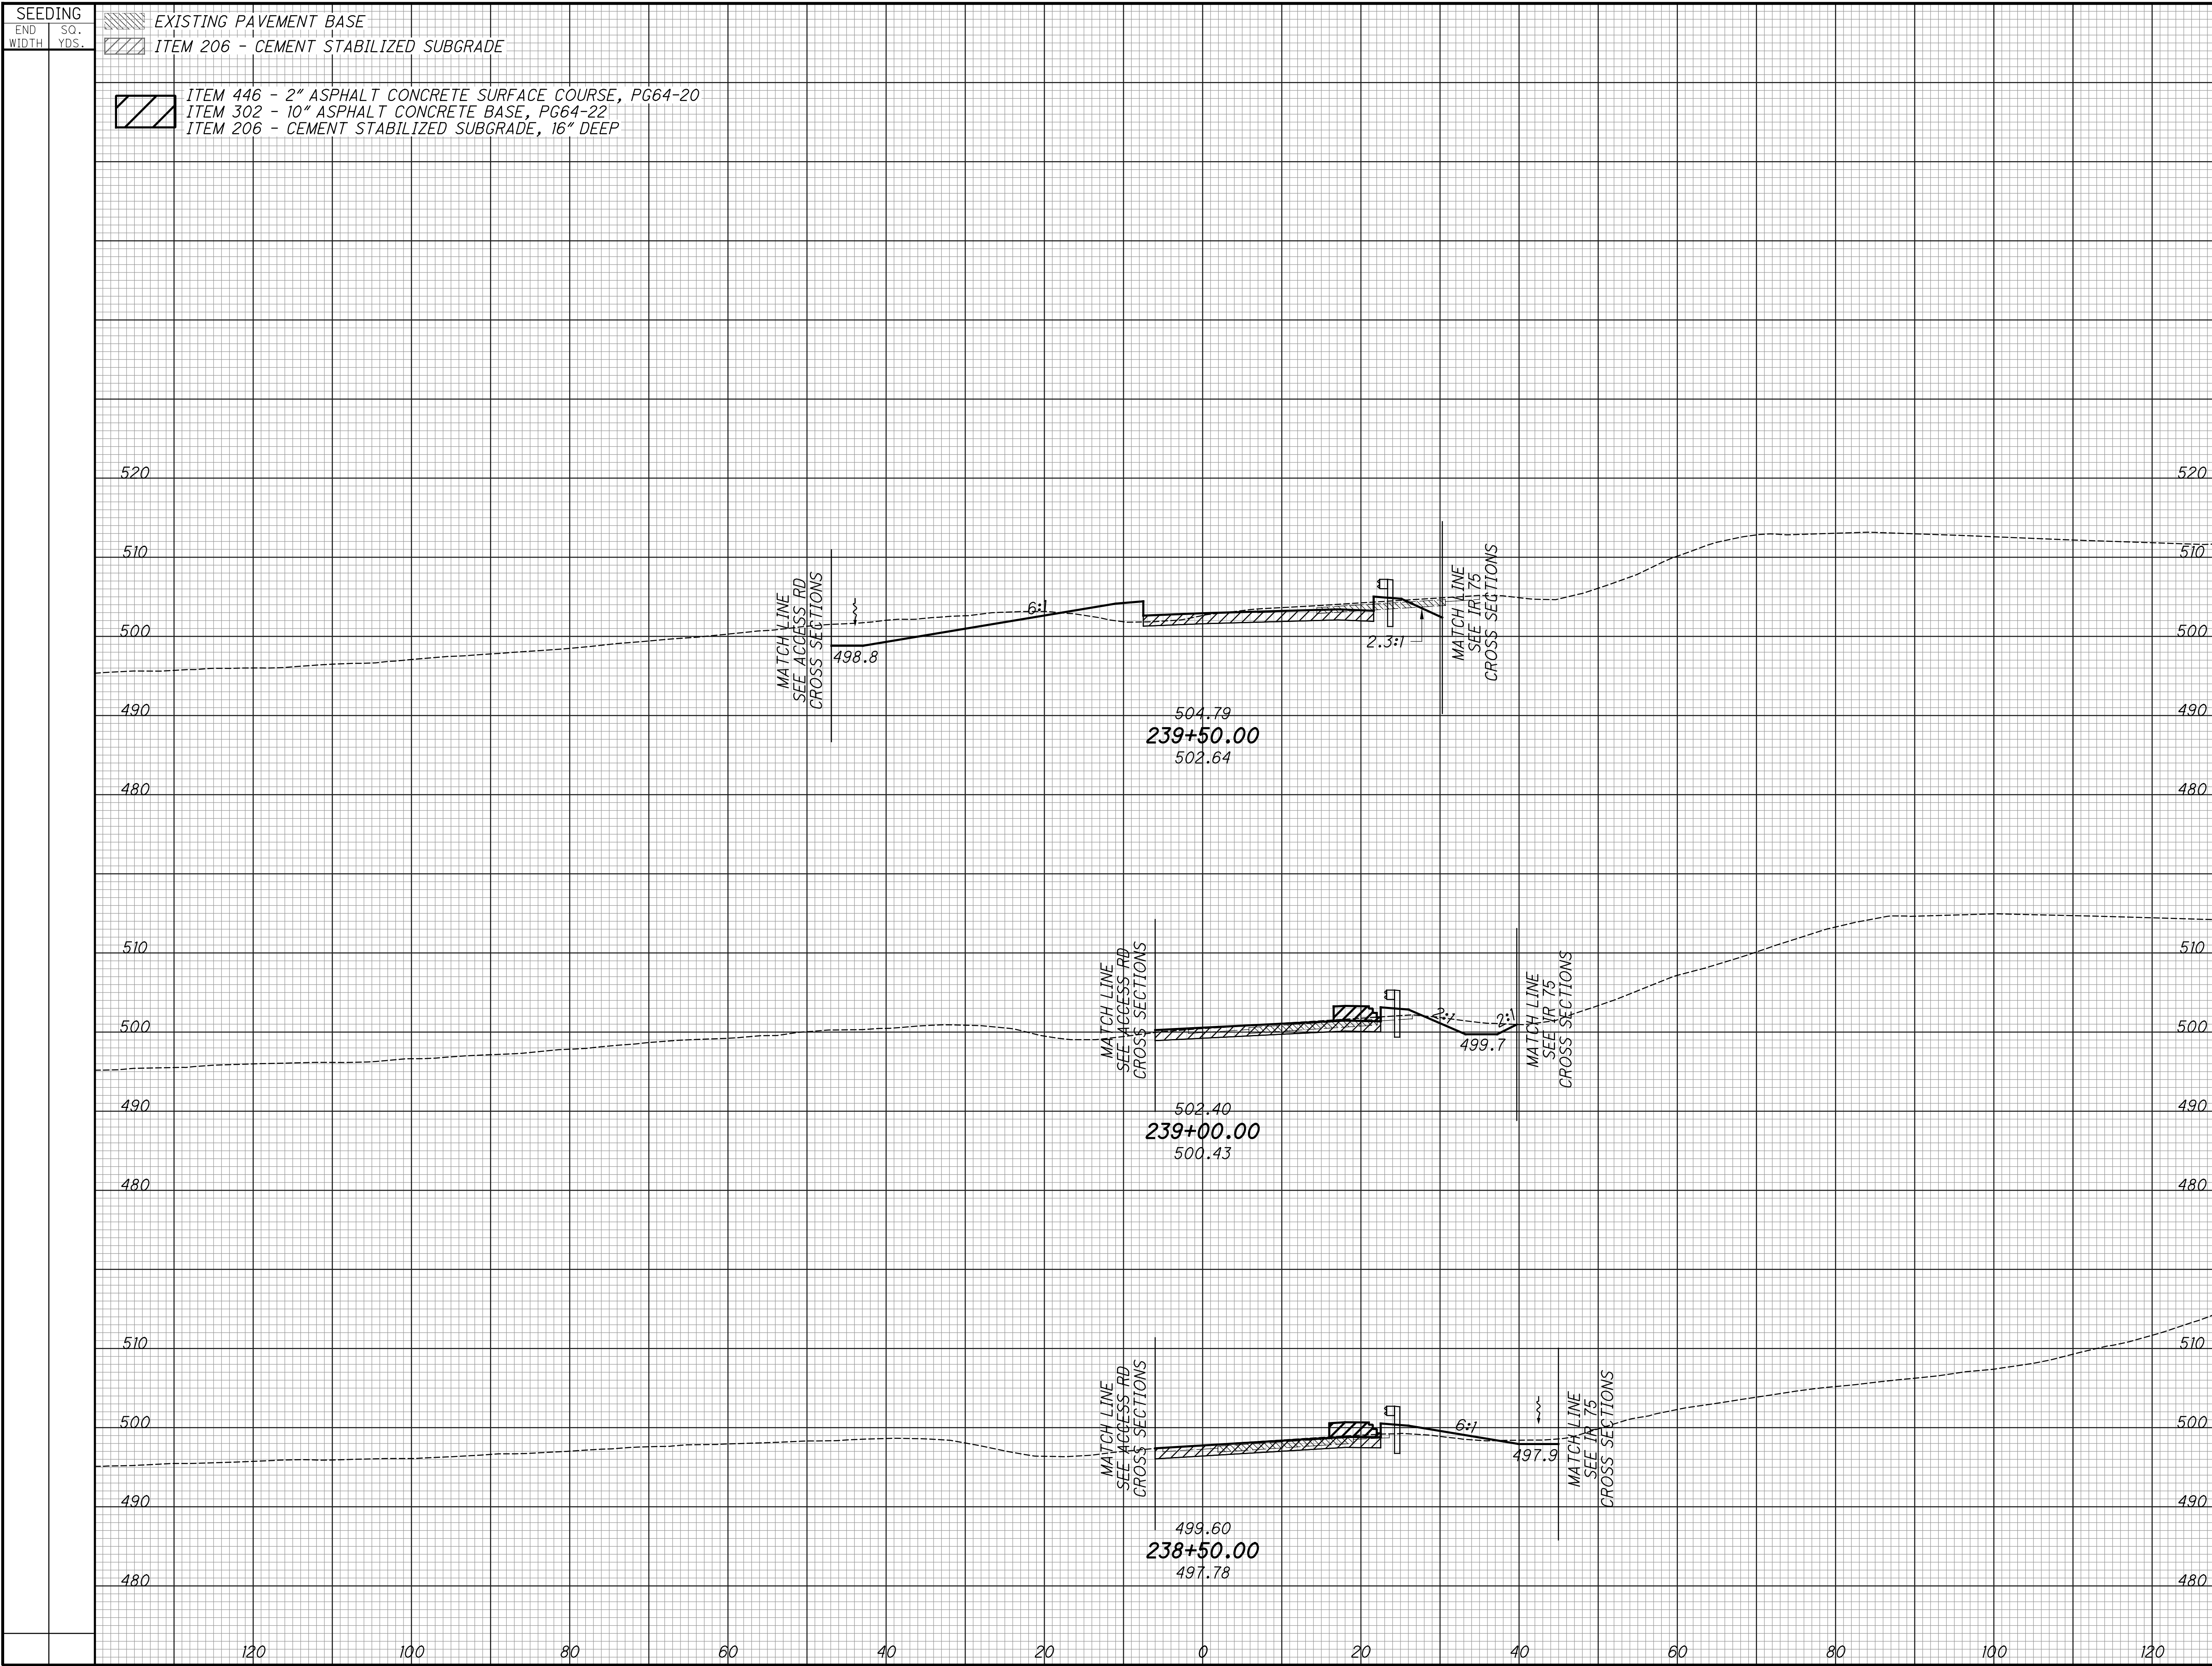 SEEDING
END WIDTH
SQ. YDS.
EXISTING PAVEMENT BASE
ITEM 206 - CEMENT STABILIZED SUBGRADE
ITEM 446 - 2" ASPHALT CONCRETE SURFACE COURSE, PG64-20
ITEM 302 - 10" ASPHALT CONCRETE BASE, PG64-22
ITEM 206 - CEMENT STABILIZED SUBGRADE, 16" DEEP
520 520
510 510
MATCH LINE
SEE ACCESS RD
CROSS SECTIONS
6:1
MATCH LINE
SEE IR 75
CROSS SECTIONS
500 500
498.8
2.3:1
490 490
504.79
239+50.00
502.64
480 480
510 510
MATCH LINE
SEE ACCESS RD
CROSS SECTIONS
2:1
2:1
MATCH LINE
SEE IR 75
CROSS SECTIONS
500 500
499.7
490 490
502.40
239+00.00
500.43
480 480
510 510
MATCH LINE
SEE ACCESS RD
CROSS SECTIONS
6:1
MATCH LINE
SEE IR 75
CROSS SECTIONS
500 500
497.9
490 490
499.60
238+50.00
497.78
480 480
120 100 80 60 40 20 0 20 40 60 80 100 120